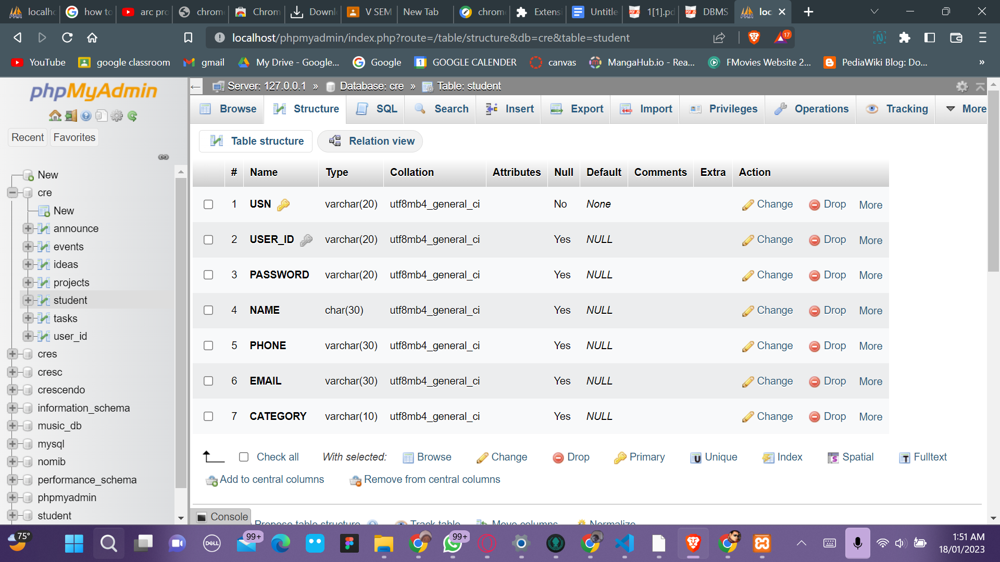 localhc how to arc pro chrome Chrom Downl V SEM New Tab chrome Extensi Untitle 1[1].pd DBMS loc
localhost/phpmyadmin/index.php?route=/table/structure&db=cre&table=student 17
YouTube google classroom gmail My Drive - Google... Google GOOGLE CALENDER canvas MangaHub.io - Rea... FMovies Website 2... PediaWiki Blog: Do... »
phpMyAdmin
Server: 127.0.0.1 » Database: cre » Table: student
Browse Structure SQL Search Insert Export Import Privileges Operations Tracking More
Recent Favorites
Table structure Relation view
# Name Type Collation Attributes Null Default Comments Extra Action
1 USN varchar(20) utf8mb4_general_ci No None Change Drop More
2 USER_ID varchar(20) utf8mb4_general_ci Yes NULL Change Drop More
3 PASSWORD varchar(20) utf8mb4_general_ci Yes NULL Change Drop More
4 NAME char(30) utf8mb4_general_ci Yes NULL Change Drop More
5 PHONE varchar(30) utf8mb4_general_ci Yes NULL Change Drop More
6 EMAIL varchar(30) utf8mb4_general_ci Yes NULL Change Drop More
7 CATEGORY varchar(10) utf8mb4_general_ci Yes NULL Change Drop More
New
cre
New
announce
events
ideas
projects
student
tasks
user_id
cres
cresc
crescendo
information_schema
music_db
mysql
nomib
performance_schema
phpmyadmin
student
Check all With selected: Browse Change Drop Primary Unique Index Spatial Fulltext
Add to central columns Remove from central columns
Console
Propose table structure Track table Move columns Normalize
75° DELL 99+ 99+ 1:51 AM
18/01/2023